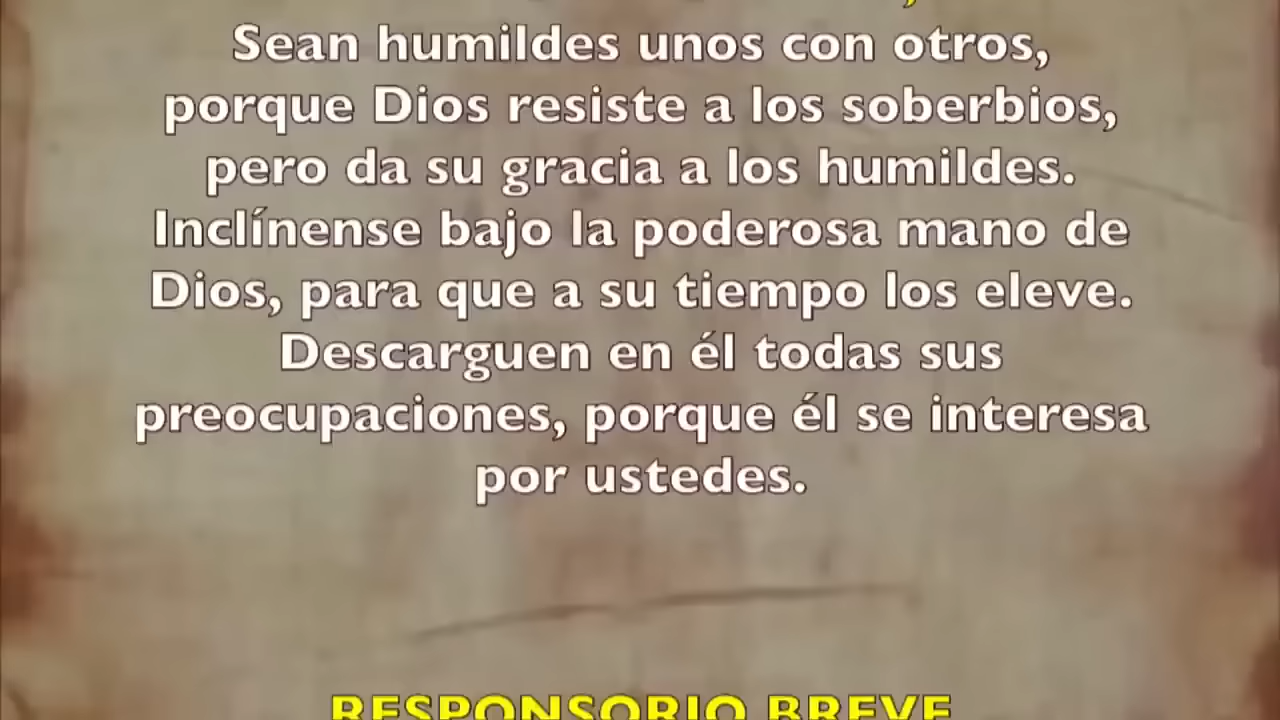 Sean humildes unos con otros,
porque Dios resiste a los soberbios,
pero da su gracia a los humildes.
Inclínense bajo la poderosa mano de
Dios, para que a su tiempo los eleve.
Descarguen en él todas sus
preocupaciones, porque él se interesa
por ustedes.
RESPONSORIO BREVE